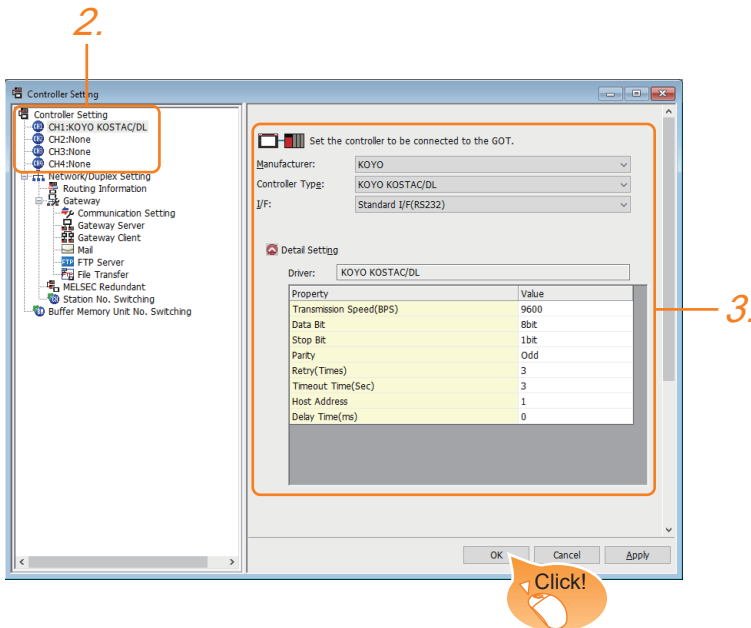 2.
Controller Setting
Controller Setting
CH1:KOYO KOSTAC/DL
CH2:None
CH3:None
CH4:None
Network/Duplex Setting
Routing Information
Gateway
Communication Setting
Gateway Server
Gateway Client
Mail
FTP FTP Server
File Transfer
MELSEC Redundant
Station No. Switching
Buffer Memory Unit No. Switching
Set the controller to be connected to the GOT.
Manufacturer: KOYO
Controller Type: KOYO KOSTAC/DL
I/F: Standard I/F(RS232)
Detail Setting
Driver: KOYO KOSTAC/DL
Property Value
Transmission Speed(BPS) 9600
Data Bit 8bit
Stop Bit 1bit
Parity Odd
Retry(Times) 3
Timeout Time(Sec) 3
Host Address 1
Delay Time(ms) 0
3.
OK Cancel Apply
Click!